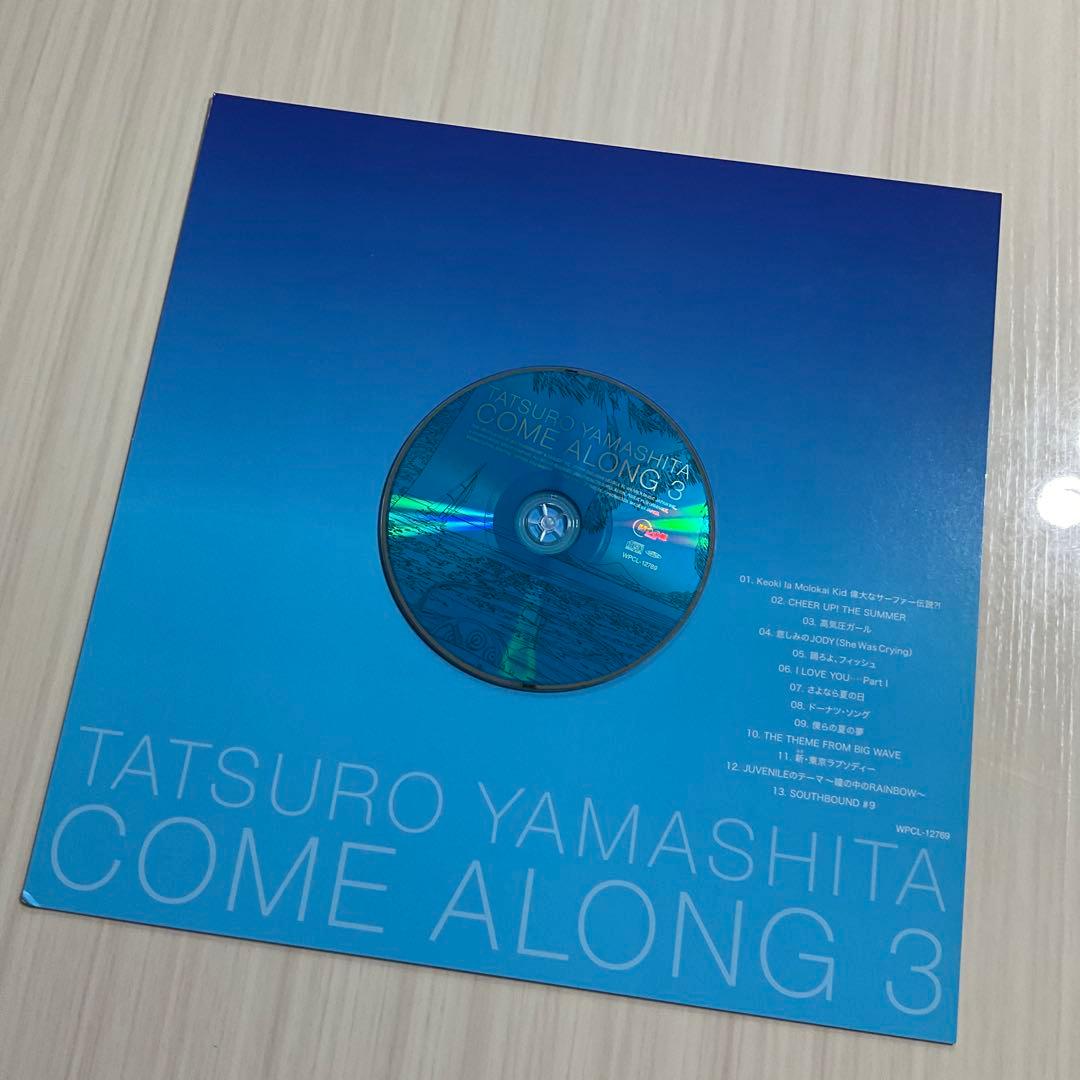 TATSURO YAMASHITA
COME ALONG 3
WPCL-12769
01. Keoki la Molokai Kid 偉大なサーファー伝説?!
02. CHEER UP! THE SUMMER
03. 高気圧ガール
04. 悲しみのJODY(She Was Crying)
05. 踊ろよ、フィッシュ
06. I LOVE YOU‥‥Part I
07. さよなら夏の日
08. ドーナツ・ソング
09. 僕らの夏の夢
10. THE THEME FROM BIG WAVE
11. 新・東京ラプソディー
12. JUVENILEのテーマ〜瞳の中のRAINBOW〜
13. SOUTHBOUND #9
WPCL-12769
TATSURO YAMASHITA
COME ALONG 3